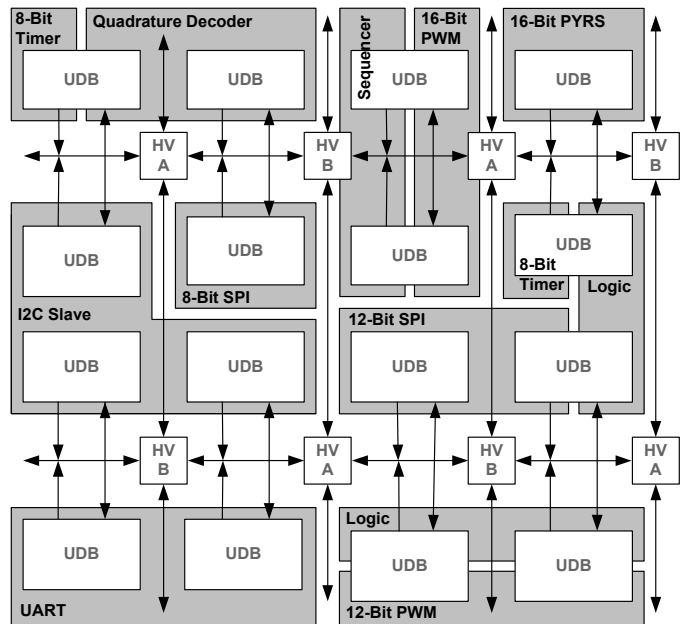 8-Bit
Timer
Quadrature Decoder
Sequencer
16-Bit
PWM
16-Bit PYRS
UDB
UDB
UDB
UDB
HV
A
HV
B
HV
A
HV
B
UDB
UDB
UDB
UDB
8-Bit
Timer
Logic
8-Bit SPI
I2C Slave
12-Bit SPI
UDB
UDB
UDB
UDB
HV
B
HV
A
HV
B
HV
A
Logic
UDB
UDB
UDB
UDB
UART
12-Bit PWM